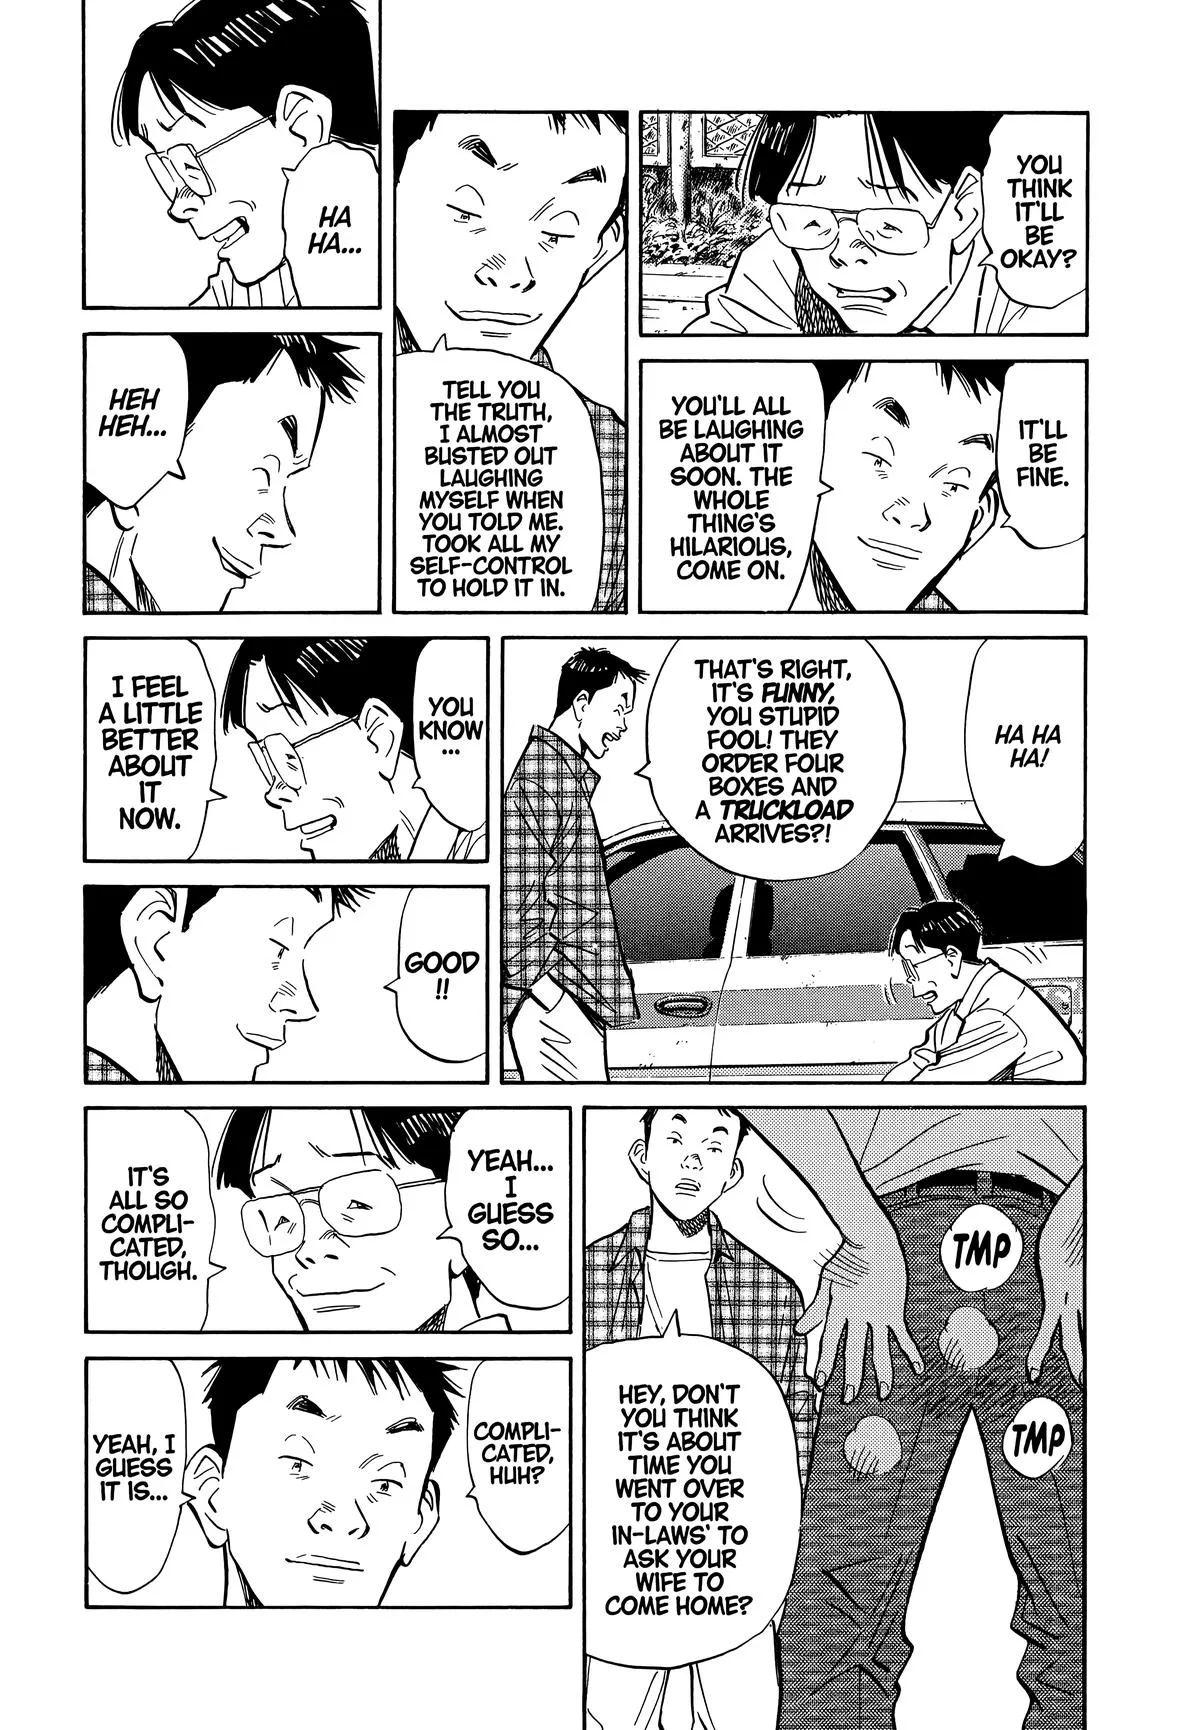 YOU
THINK
IT'LL
BE
OKAY?
IT'LL
BE
FINE.
YOU'LL ALL
BE LAUGHING
ABOUT IT
SOON. THE
WHOLE
THING'S
HILARIOUS,
COME ON.
TELL YOU
THE TRUTH,
I ALMOST
BUSTED OUT
LAUGHING
MYSELF WHEN
YOU TOLD ME.
TOOK ALL MY
SELF-CONTROL
TO HOLD IT IN.
HA
HA...
HEH
HEH...
HA HA
HA!
THAT'S RIGHT,
IT'S FUNNY,
YOU STUPID
FOOL! THEY
ORDER FOUR
BOXES AND
A TRUCKLOAD
ARRIVES?!
YOU
KNOW
...
I FEEL
A LITTLE
BETTER
ABOUT
IT
NOW.
GOOD
!!
TMP
TMP
HEY, DON'T
YOU THINK
IT'S ABOUT
TIME YOU
WENT OVER
TO YOUR
IN-LAWS' TO
ASK YOUR
WIFE TO
COME HOME?
YEAH...
I
GUESS
SO...
IT'S
ALL SO
COMPLI-
CATED,
THOUGH.
COMPLI-
CATED,
HUH?
YEAH, I
GUESS
IT IS...